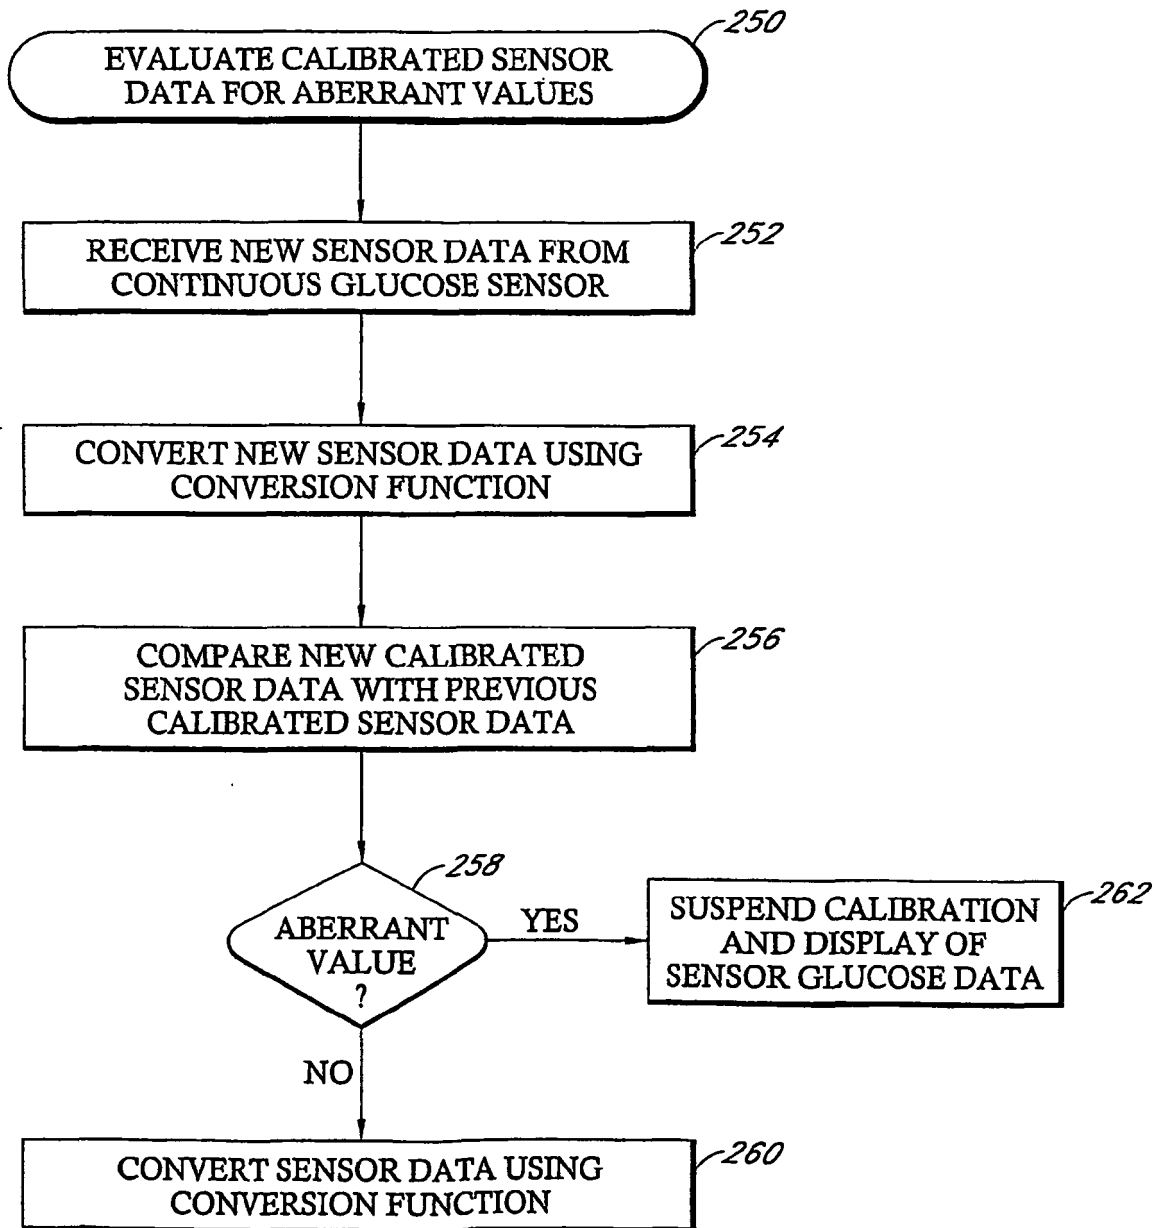 250
EVALUATE CALIBRATED SENSOR
DATA FOR ABERRANT VALUES
252
RECEIVE NEW SENSOR DATA FROM
CONTINUOUS GLUCOSE SENSOR
254
CONVERT NEW SENSOR DATA USING
CONVERSION FUNCTION
256
COMPARE NEW CALIBRATED
SENSOR DATA WITH PREVIOUS
CALIBRATED SENSOR DATA
258
ABERRANT
VALUE
?
YES
262
SUSPEND CALIBRATION
AND DISPLAY OF
SENSOR GLUCOSE DATA
NO
260
CONVERT SENSOR DATA USING
CONVERSION FUNCTION